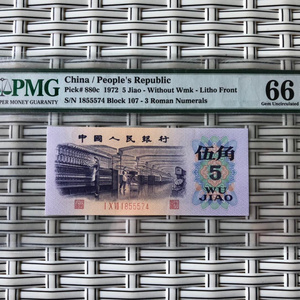 PMG
PAPER MONEY GUARANTY
China / People's Republic
Pick# 880c 1972 5 Jiao - Without Wmk - Litho Front
S/N 1855574 Block 107 - 3 Roman Numerals
66
Gem Uncirculated
中国人民银行
伍角
5
WU
JIAO
1855574